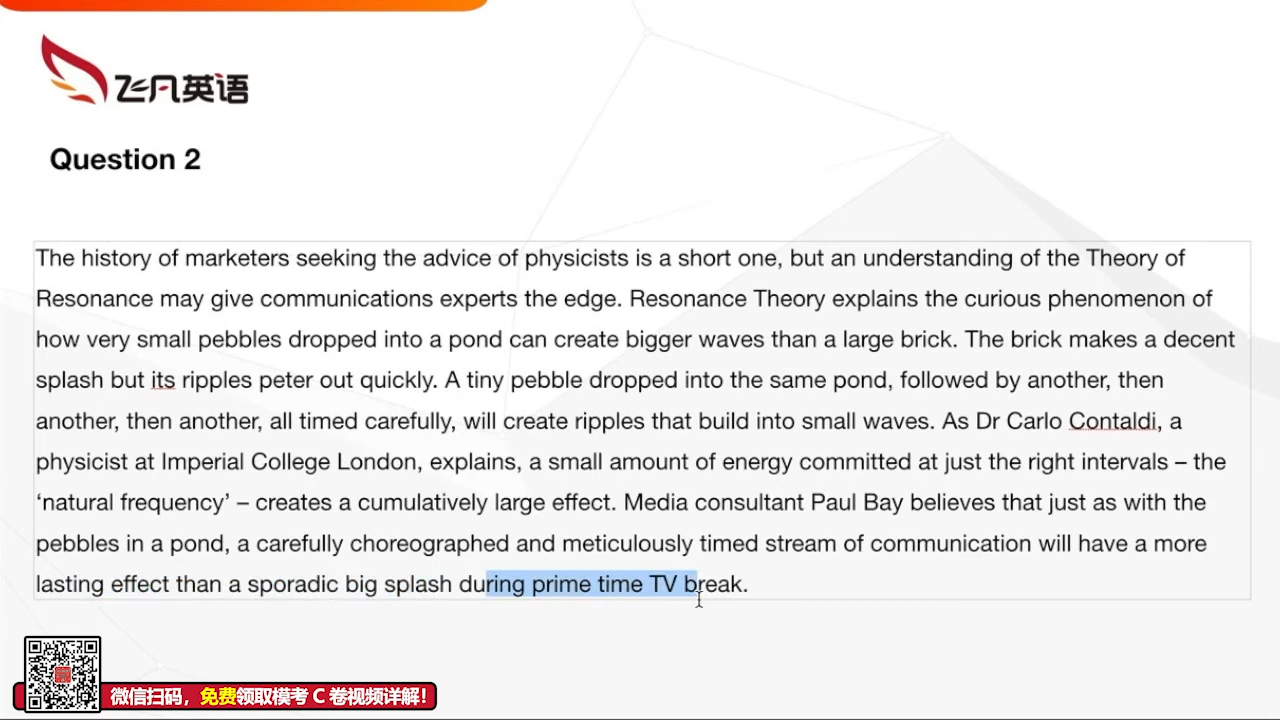 飞凡英语
Question 2
The history of marketers seeking the advice of physicists is a short one, but an understanding of the Theory of
Resonance may give communications experts the edge. Resonance Theory explains the curious phenomenon of
how very small pebbles dropped into a pond can create bigger waves than a large brick. The brick makes a decent
splash but its ripples peter out quickly. A tiny pebble dropped into the same pond, followed by another, then
another, then another, all timed carefully, will create ripples that build into small waves. As Dr Carlo Contaldi, a
physicist at Imperial College London, explains, a small amount of energy committed at just the right intervals – the
‘natural frequency’ – creates a cumulatively large effect. Media consultant Paul Bay believes that just as with the
pebbles in a pond, a carefully choreographed and meticulously timed stream of communication will have a more
lasting effect than a sporadic big splash during prime time TV break.
微信扫码，免费领取模考 C 卷视频详解！